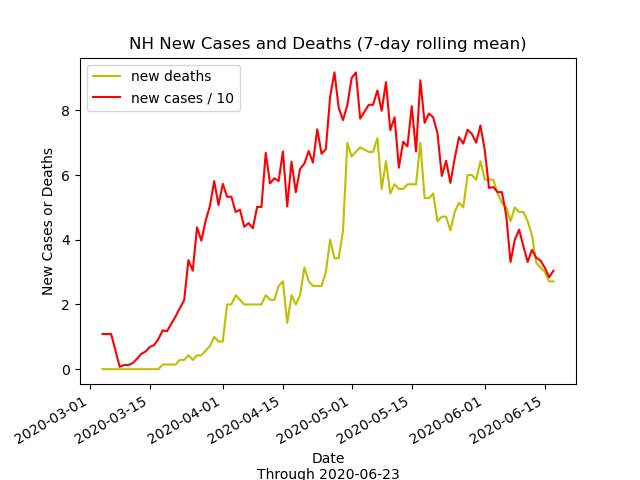 NH New Cases and Deaths (7-day rolling mean)
new deaths
new cases / 10
New Cases or Deaths
8
6
4
2
0
2020-03-01
2020-03-15
2020-04-01
2020-04-15
2020-05-01
2020-05-15
2020-06-01
2020-06-15
Date
Through 2020-06-23